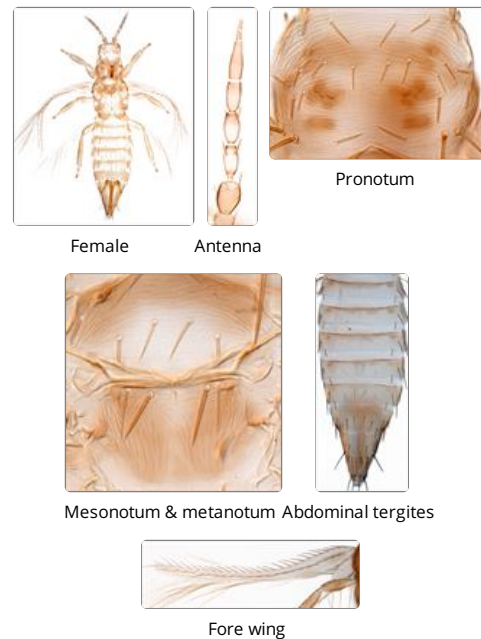 Pronotum
Female Antenna
Mesonotum & metanotum Abdominal tergites
Fore wing